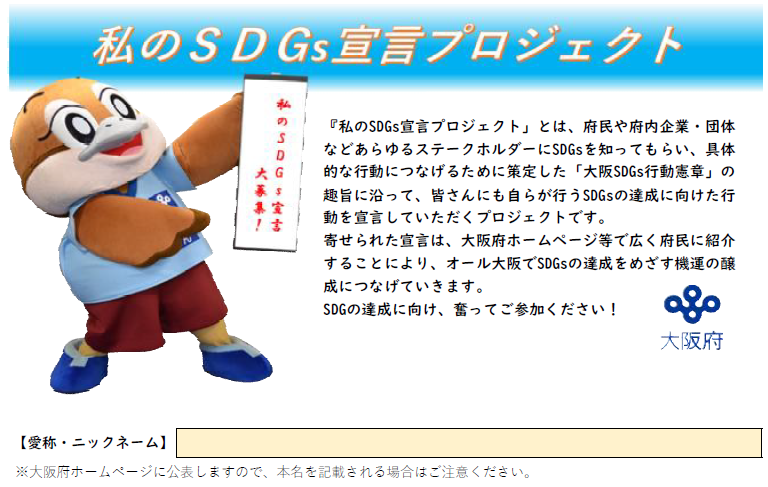 私のＳＤＧs宣言プロジェクト
私のＳＤＧｓ宣言
大募集！
『私のSDGs宣言プロジェクト」とは、府民や府内企業・団体
などあらゆるステークホルダーにSDGsを知ってもらい、具体
的な行動につなげるために策定した「大阪SDGs行動憲章」の
趣旨に沿って、皆さんにも自らが行うSDGsの達成に向けた行
動を宣言していただくプロジェクトです。
寄せられた宣言は、大阪府ホームページ等で広く府民に紹介
することにより、オール大阪でSDGsの達成をめざす機運の醸
成につなげていきます。
SDGの達成に向け、奮ってご参加ください！
大阪府
【愛称・ニックネーム】
※大阪府ホームページに公表しますので、本名を記載される場合はご注意ください。